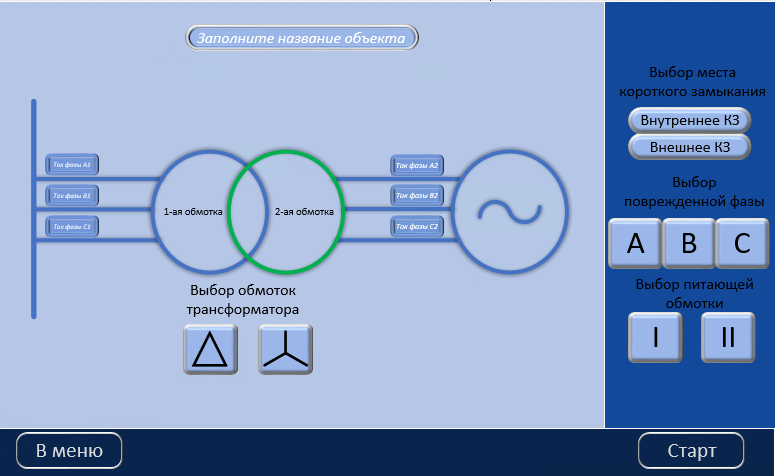 Заполните название объекта
Выбор места
короткого замыкания
Внутреннее КЗ
Внешнее КЗ
Ток фазы A1
Ток фазы A2
Ток фазы B1
Ток фазы B2
1-ая обмотка
2-ая обмотка
Ток фазы C1
Ток фазы C2
Выбор
поврежденной фазы
A B C
Выбор обмоток
трансформатора
Выбор питающей
обмотки
I II
В меню
Старт